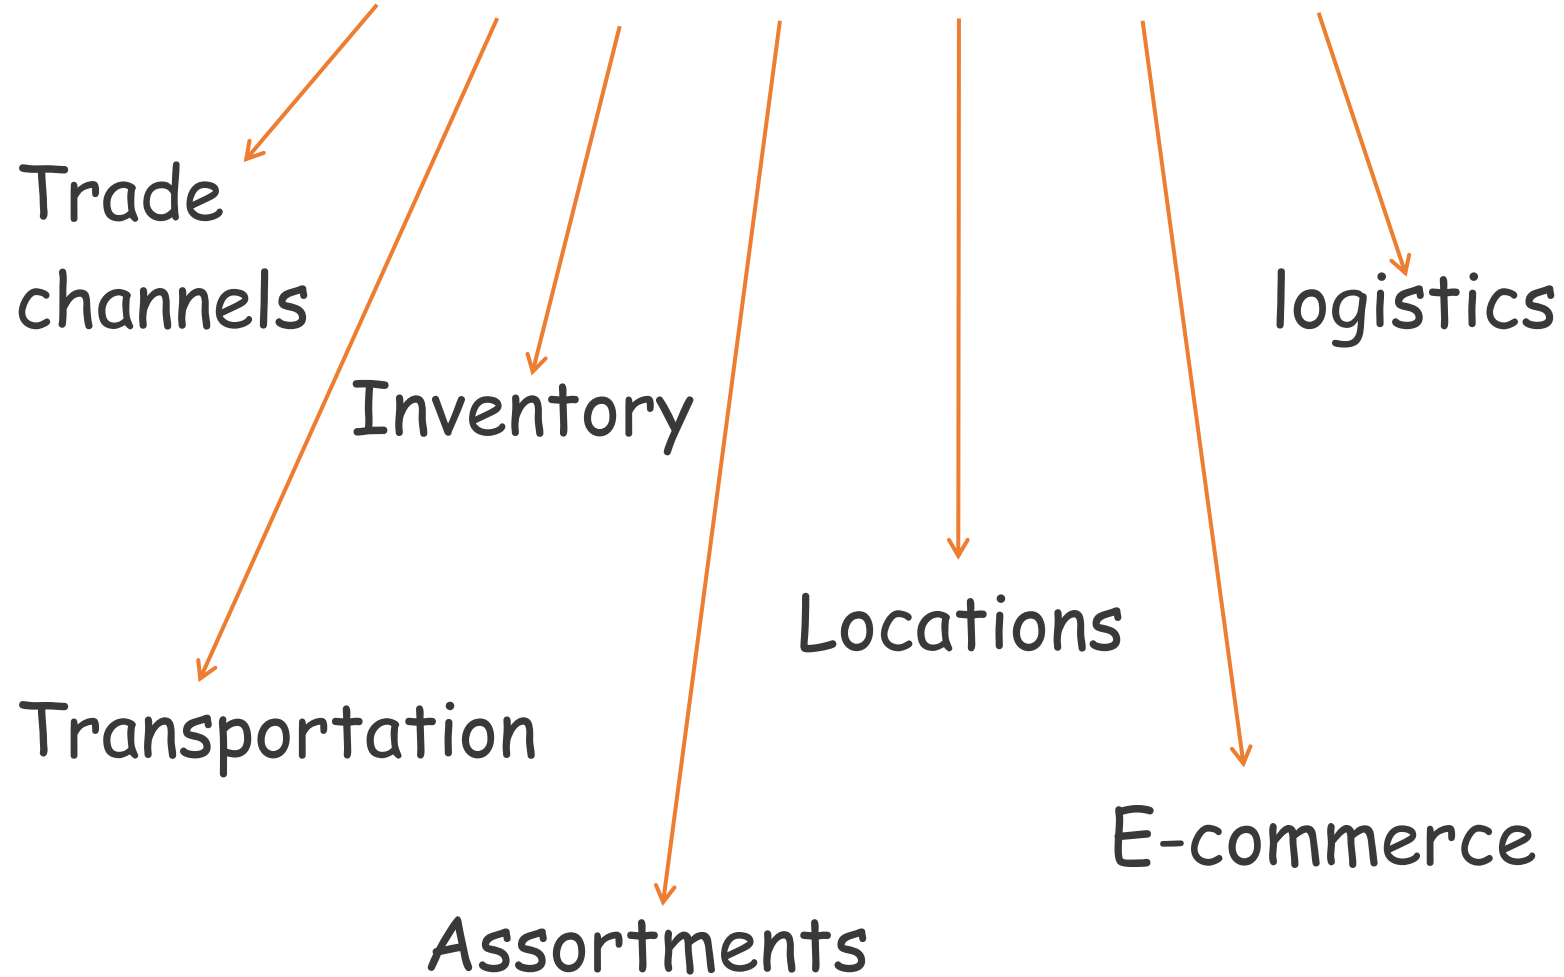 Trade
channels
logistics
Inventory
Locations
Transportation
E-commerce
Assortments